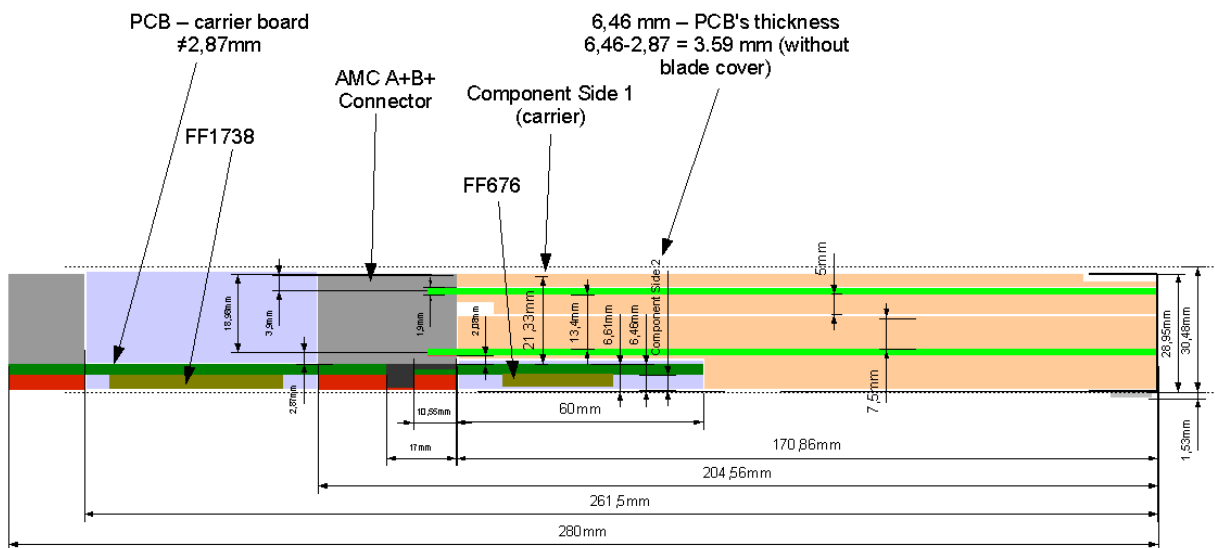 PCB – carrier board
≠2,87mm
6,46 mm – PCB's thickness
6,46-2,87 = 3.59 mm (without
blade cover)
AMC A+B+
Connector
Component Side 1
(carrier)
FF1738
FF676
18,98mm
3,9mm
1,9mm
2,08mm
21,33mm
13,4mm
6,61mm
6,46mm
Component Side 2
5mm
28,95mm
30,48mm
2,87mm
10,55mm
60mm
7,5mm
1,53mm
17mm
170,86mm
204,56mm
261,5mm
280mm